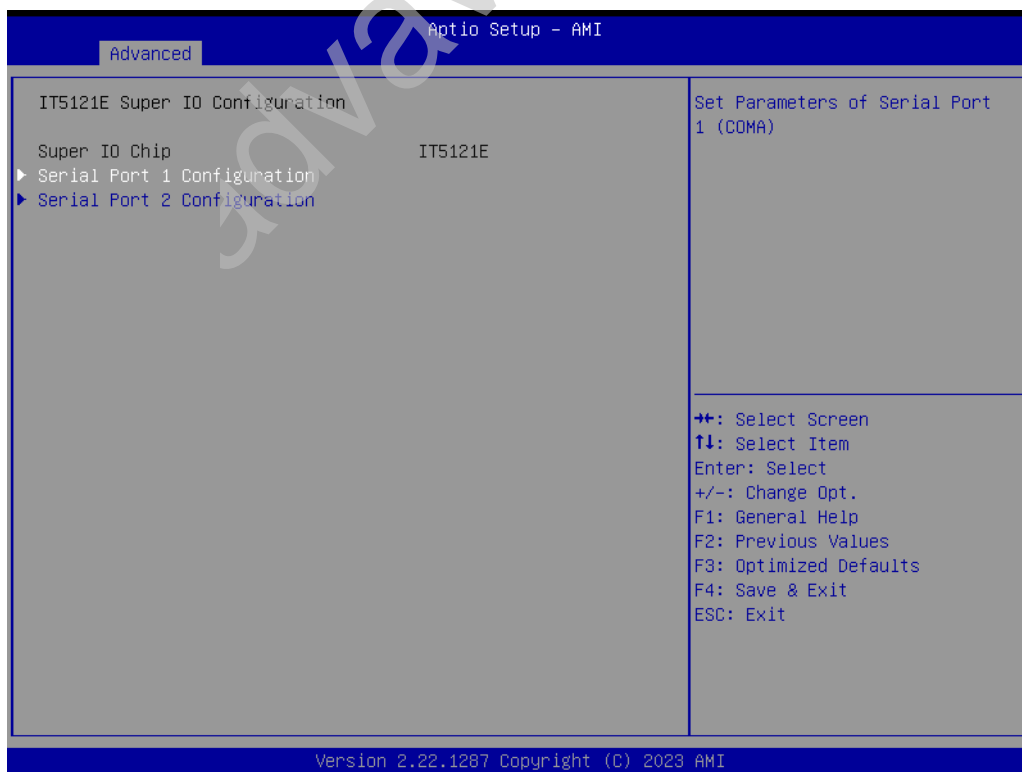 Aptio Setup – AMI
Advanced
IT5121E Super IO Configuration
Super IO Chip IT5121E
▶ Serial Port 1 Configuration
▶ Serial Port 2 Configuration
Set Parameters of Serial Port
1 (COMA)
→←: Select Screen
↑↓: Select Item
Enter: Select
+/-: Change Opt.
F1: General Help
F2: Previous Values
F3: Optimized Defaults
F4: Save & Exit
ESC: Exit
Version 2.22.1287 Copyright (C) 2023 AMI